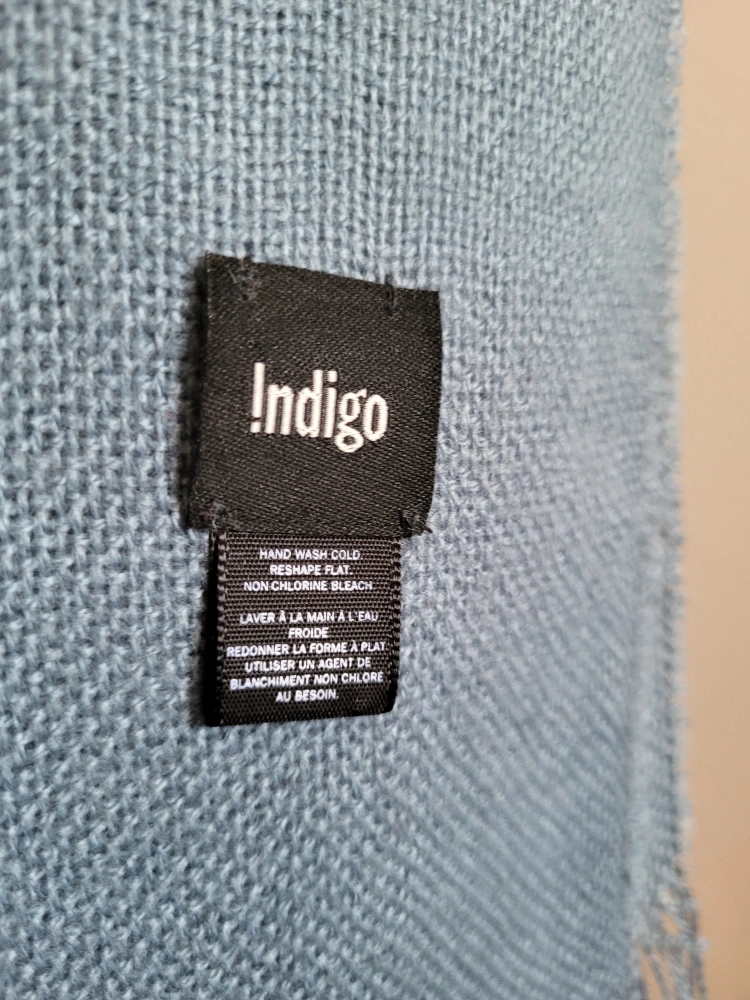 !ndigo
HAND WASH COLD.
RESHAPE FLAT.
NON-CHLORINE BLEACH.
LAVER À LA MAIN À L'EAU
FROIDE.
REDONNER LA FORME À PLAT.
UTILISER UN AGENT DE
BLANCHIMENT NON CHLORÉ
AU BESOIN.